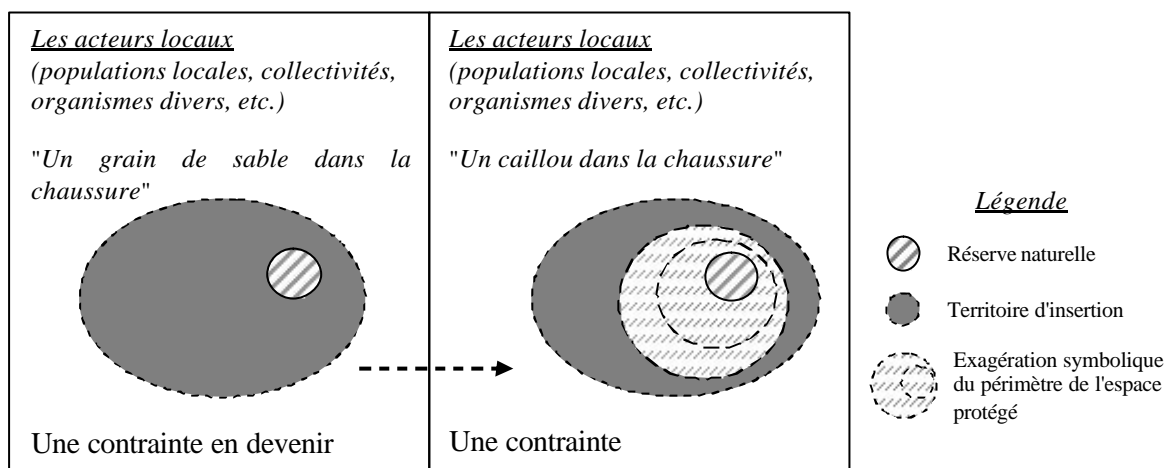 Les acteurs locaux
(populations locales, collectivités,
organismes divers, etc.)
"Un grain de sable dans la
chaussure"
Une contrainte en devenir
Les acteurs locaux
(populations locales, collectivités,
organismes divers, etc.)
"Un caillou dans la chaussure"
Une contrainte
Légende
Réserve naturelle
Territoire d'insertion
Exagération symbolique
du périmètre de l'espace
protégé